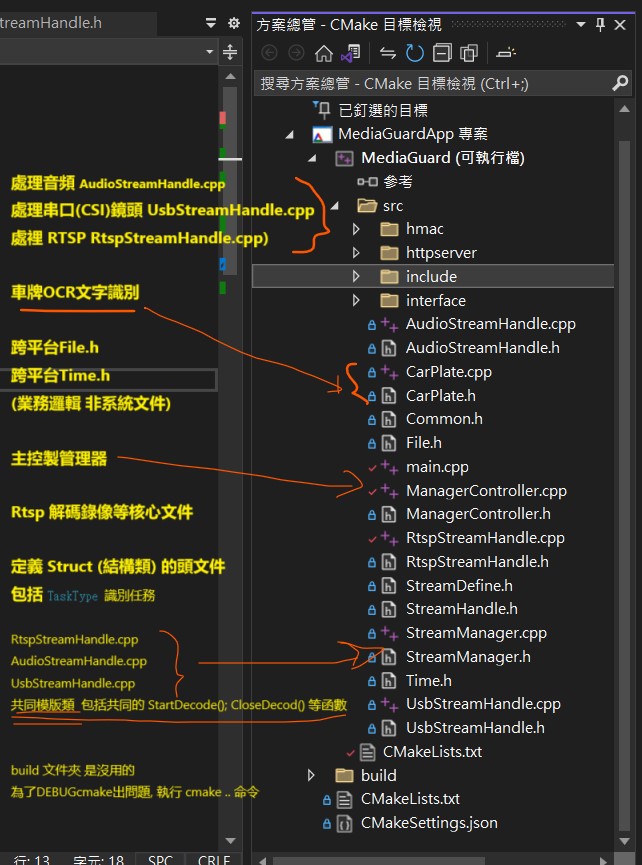 treamHandle.h
處理音頻 AudioStreamHandle.cpp
處理串口(CSI)鏡頭 UsbStreamHandle.cpp
處裡 RTSP RtspStreamHandle.cpp)
車牌OCR文字識別
跨平台File.h
跨平台Time.h
(業務邏輯 非系統文件)
主控製管理器
Rtsp 解碼錄像等核心文件
定義 Struct (結構類) 的頭文件
包括 TaskType 識別任務
RtspStreamHandle.cpp
AudioStreamHandle.cpp
UsbStreamHandle.cpp
共同模版類 包括共同的 StartDecode(); CloseDecod() 等函數
build 文件夾 是沒用的
為了DEBUGcmake出問題, 執行 cmake .. 命令
行: 13 字元: 18 SPC CRLF
方案總管 - CMake 目標檢視
搜尋方案總管 - CMake 目標檢視 (Ctrl+;)
已釘選的目標
MediaGuardApp 專案
MediaGuard (可執行檔)
參考
src
hmac
httpserver
include
interface
AudioStreamHandle.cpp
AudioStreamHandle.h
CarPlate.cpp
CarPlate.h
Common.h
File.h
main.cpp
ManagerController.cpp
ManagerController.h
RtspStreamHandle.cpp
RtspStreamHandle.h
StreamDefine.h
StreamHandle.h
StreamManager.cpp
StreamManager.h
Time.h
UsbStreamHandle.cpp
UsbStreamHandle.h
CMakeLists.txt
build
CMakeLists.txt
CMakeSettings.json